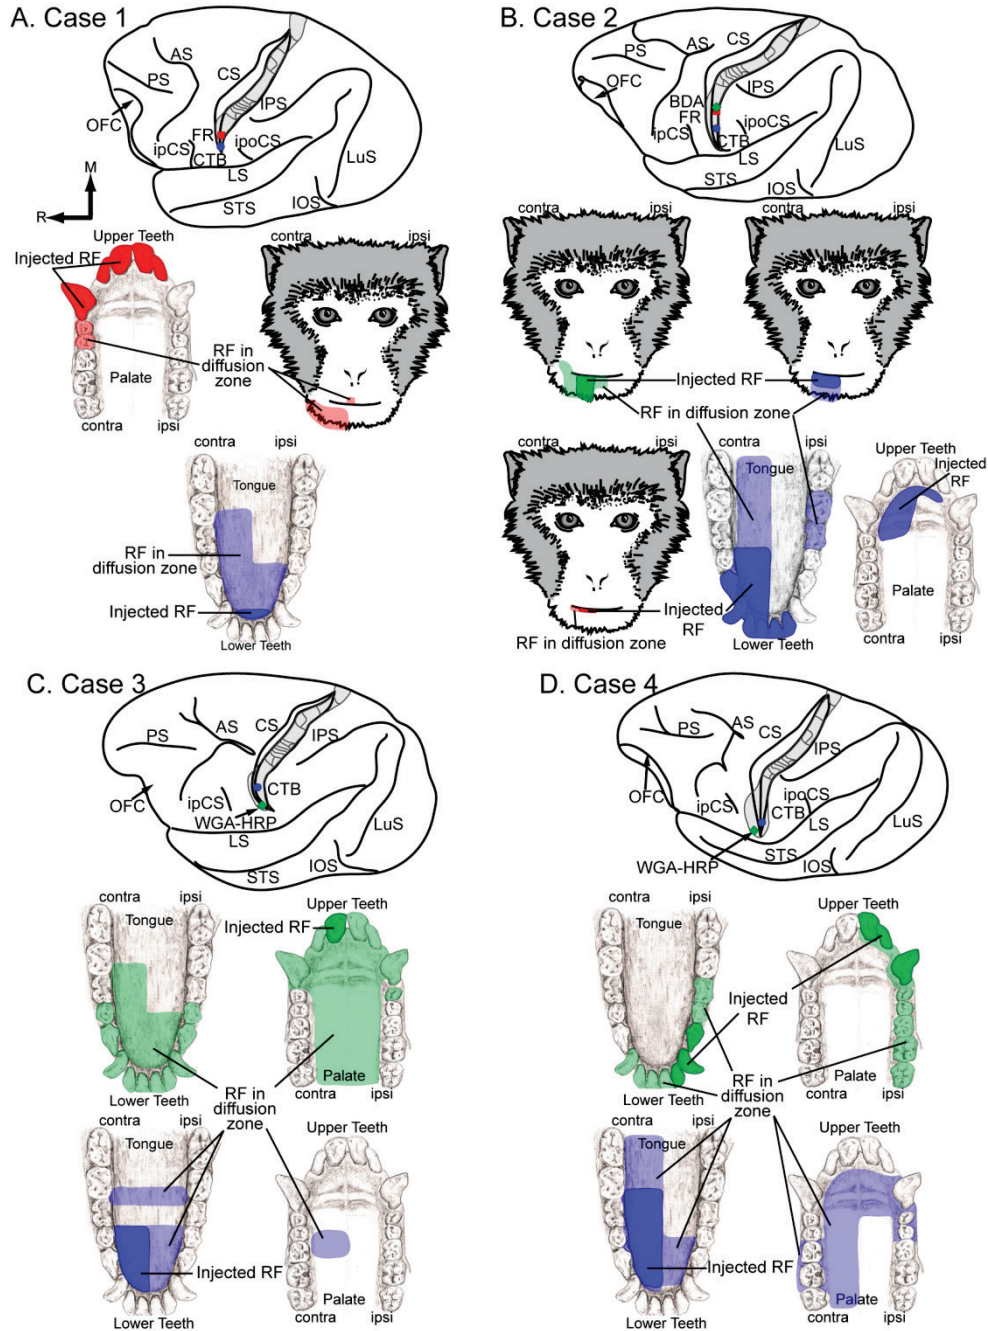 A. Case 1
AS
CS
PS
IPS
OFC
FR
ipCS
CTB
ipoCS
LuS
LS
STS
IOS
M
R
Upper Teeth
Injected RF
contra
ipsi
RF in
diffusion
zone
Palate
contra
ipsi
contra
ipsi
Tongue
RF in
diffusion zone
Injected RF
Lower Teeth
B. Case 2
AS
CS
PS
IPS
OFC
BDA
FR
ipCS
CTB
ipoCS
LuS
LS
STS
IOS
contra
ipsi
contra
ipsi
Injected RF
RF in diffusion zone
contra
ipsi
contra
ipsi
Tongue
Upper Teeth
Injected
RF
Injected
RF
RF in diffusion zone
Palate
contra
ipsi
Lower Teeth
C. Case 3
AS
CS
PS
IPS
OFC
ipCS
CTB
WGA-HRP
LS
LuS
STS
IOS
contra
ipsi
Tongue
Upper Teeth
Injected RF
Palate
RF in
diffusion
zone
Lower Teeth
contra
ipsi
contra
ipsi
Tongue
Upper Teeth
Injected RF
Palate
Lower Teeth
contra
ipsi
D. Case 4
AS
CS
PS
IPS
OFC
ipCS
ipoCS
CTB
LS
LuS
WGA-HRP
STS
IOS
contra
ipsi
Tongue
Upper Teeth
Injected
RF
RF in
diffusion
zone
Palate
Lower Teeth
contra
ipsi
contra
ipsi
Tongue
Upper Teeth
Injected RF
Palate
Lower Teeth
contra
ipsi